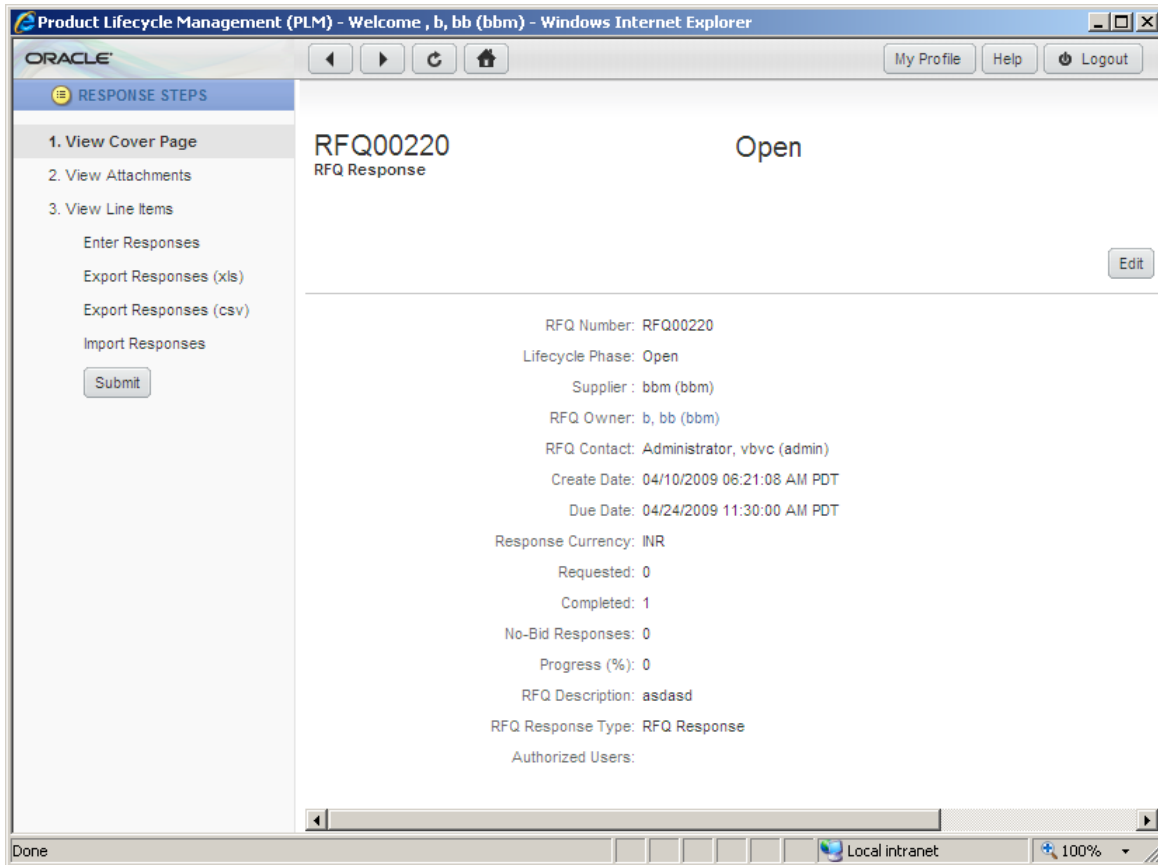 Product Lifecycle Management (PLM) - Welcome , b, bb (bbm) - Windows Internet Explorer
ORACLE
My Profile
Help
Logout
RESPONSE STEPS
1. View Cover Page
2. View Attachments
3. View Line Items
Enter Responses
Export Responses (xls)
Export Responses (csv)
Import Responses
Submit
RFQ00220
Open
RFQ Response
Edit
RFQ Number: RFQ00220
Lifecycle Phase: Open
Supplier : bbm (bbm)
RFQ Owner: b, bb (bbm)
RFQ Contact: Administrator, vbvc (admin)
Create Date: 04/10/2009 06:21:08 AM PDT
Due Date: 04/24/2009 11:30:00 AM PDT
Response Currency: INR
Requested: 0
Completed: 1
No-Bid Responses: 0
Progress (%): 0
RFQ Description: asdasd
RFQ Response Type: RFQ Response
Authorized Users:
Done
Local intranet
100%